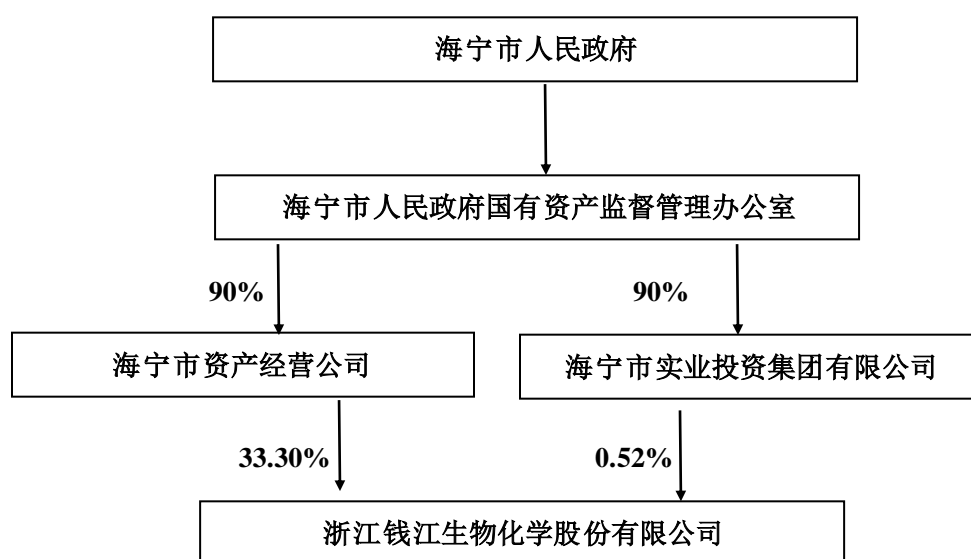 海宁市人民政府
海宁市人民政府国有资产监督管理办公室
90%
90%
海宁市资产经营公司
海宁市实业投资集团有限公司
33.30%
0.52%
浙江钱江生物化学股份有限公司